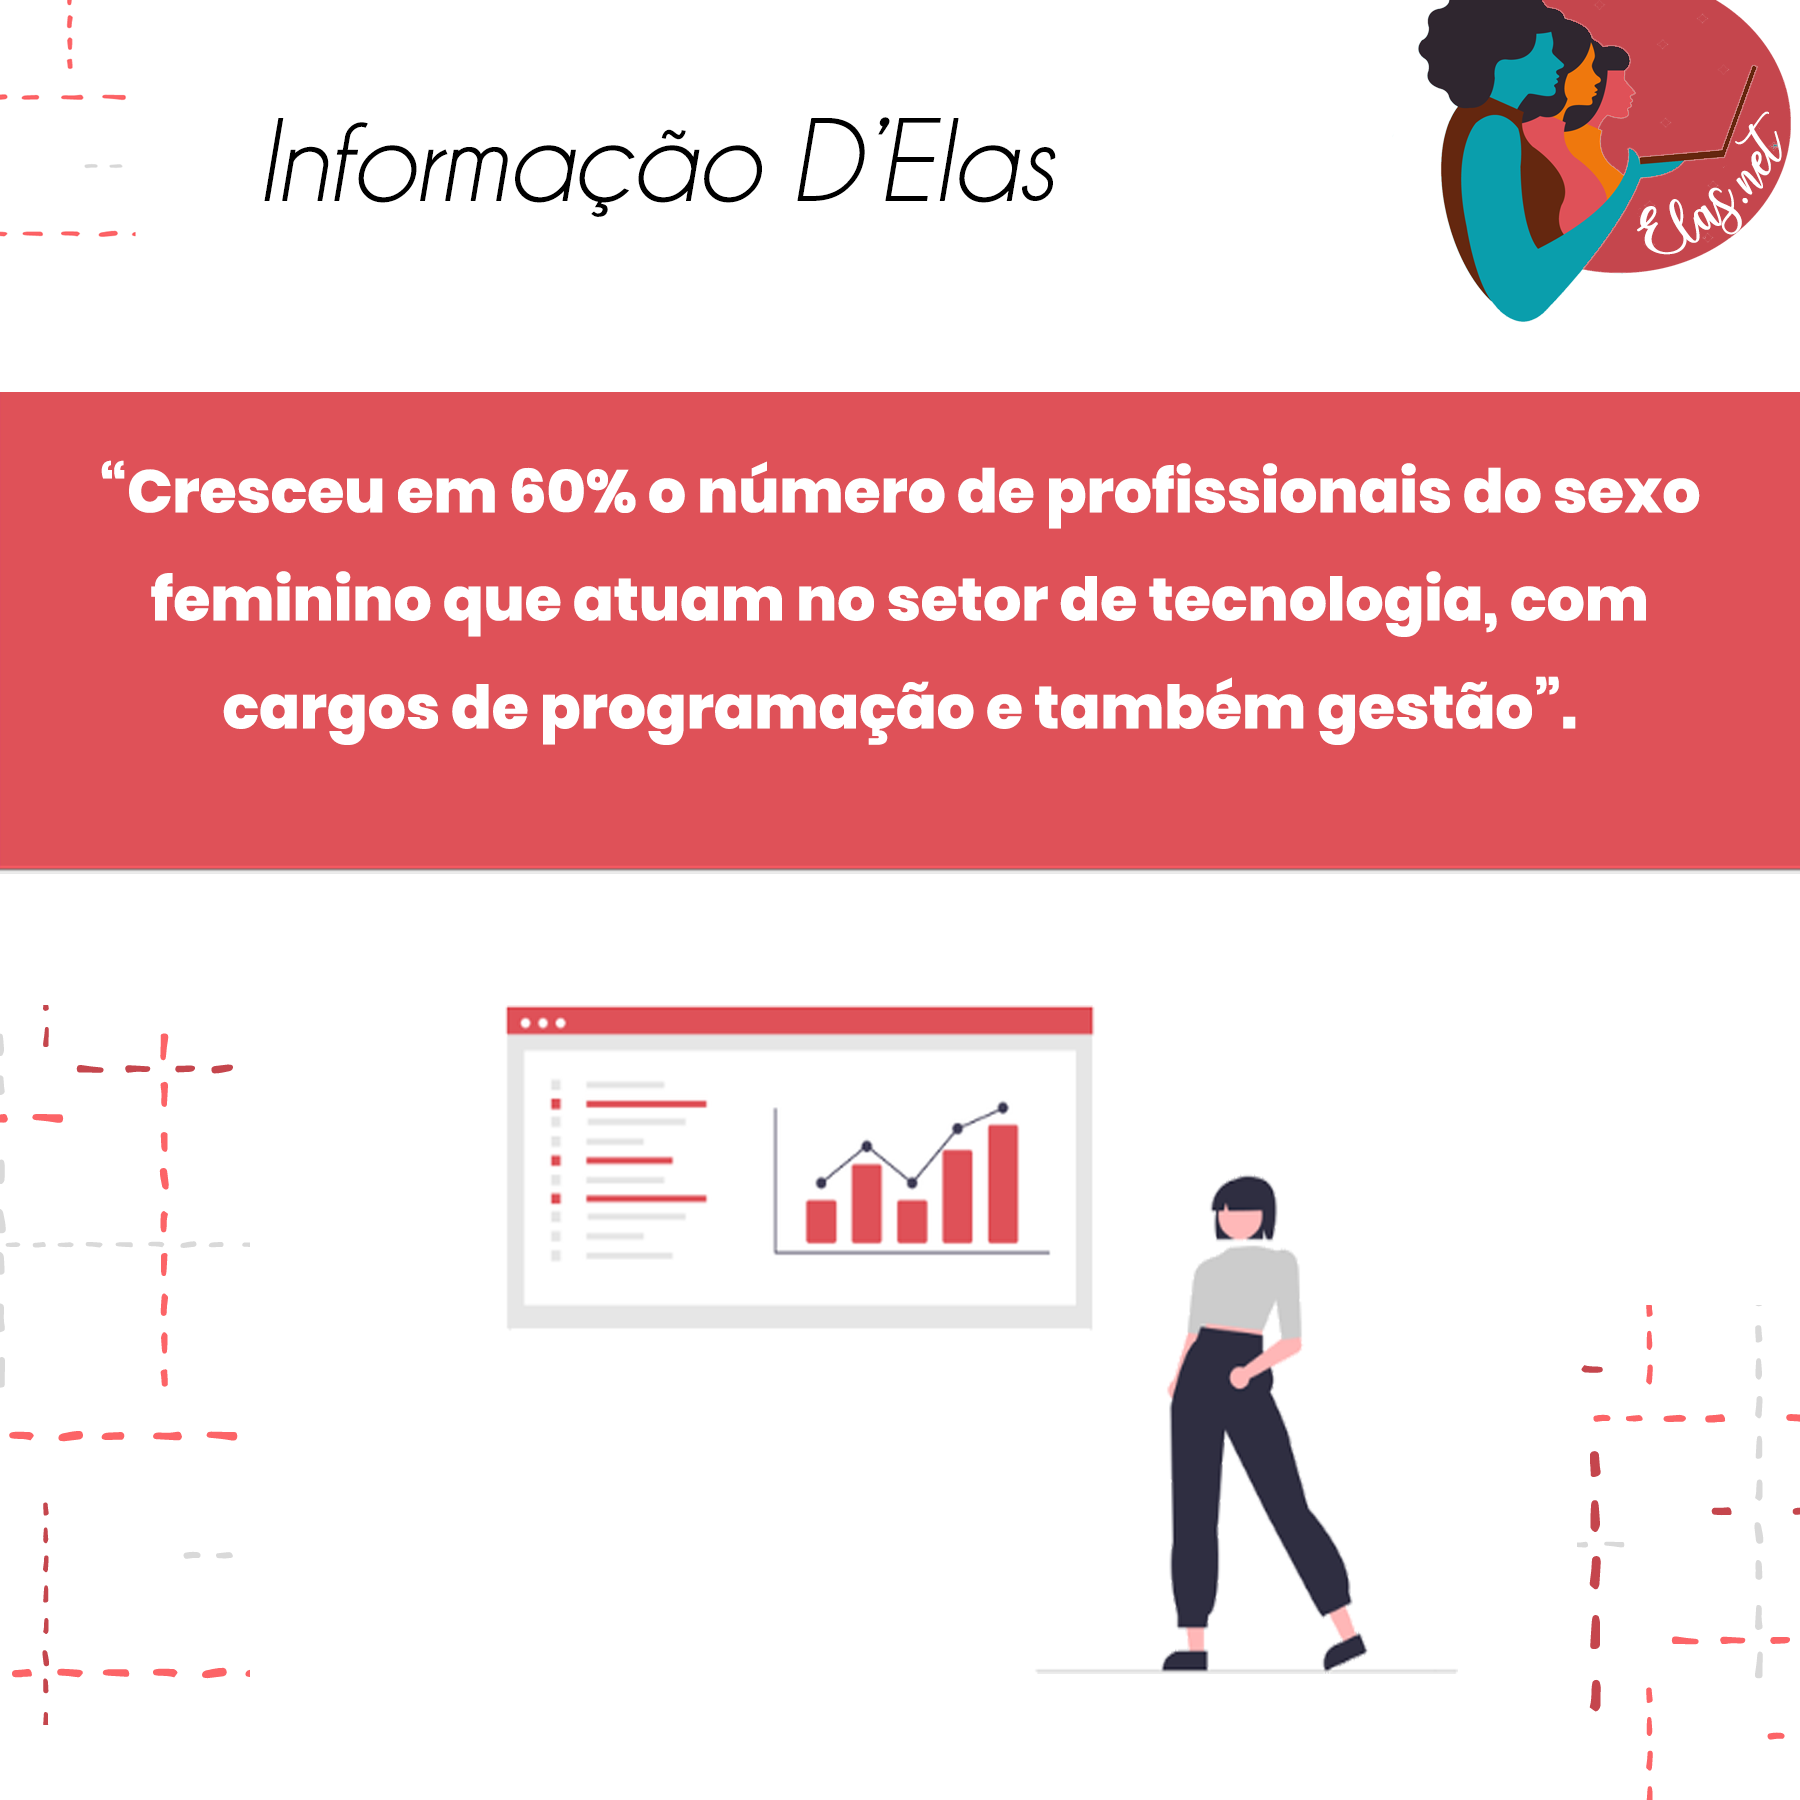 Informação D’Elas
Elas.net
“Cresceu em 60% o número de profissionais do sexo
feminino que atuam no setor de tecnologia, com
cargos de programação e também gestão”.